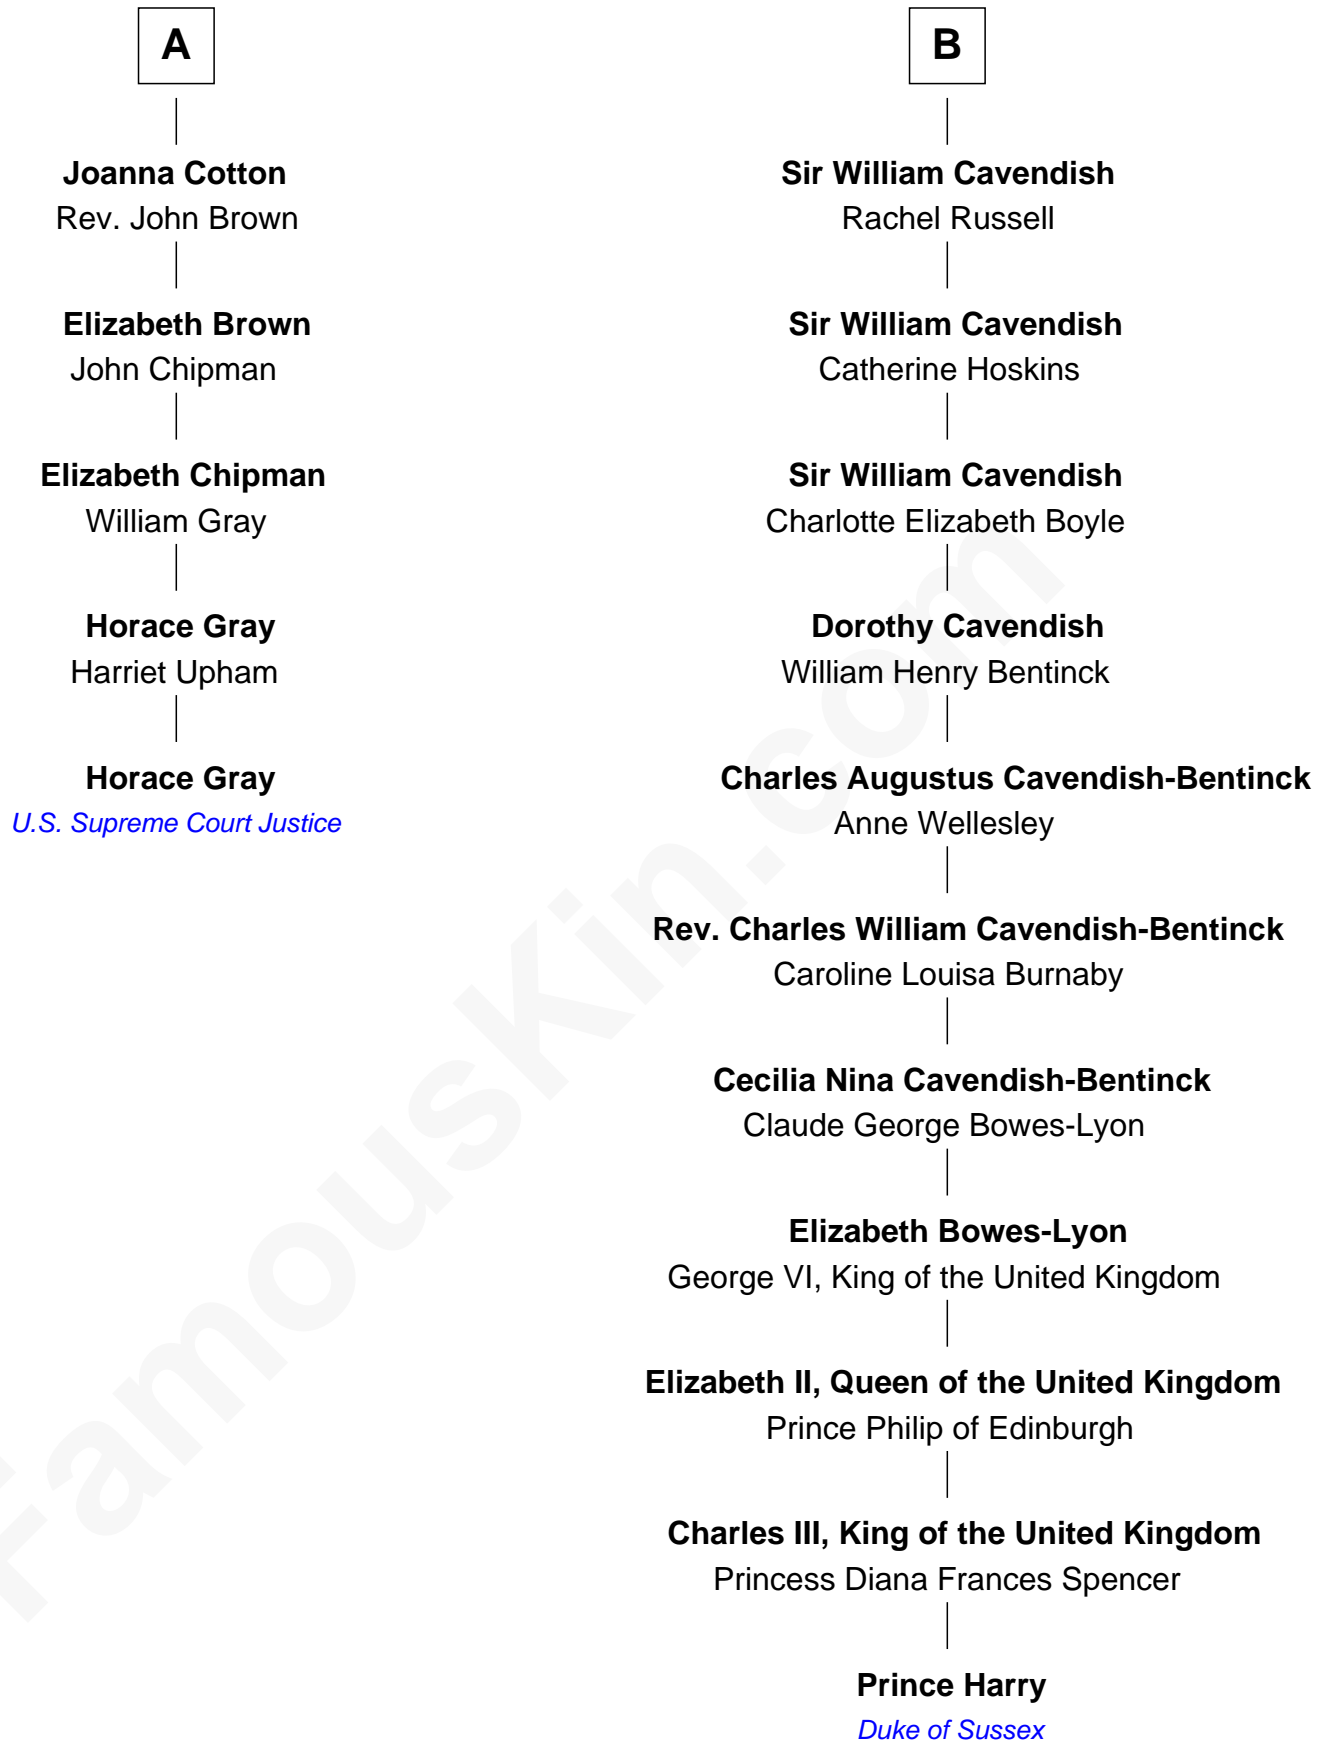 A
Joanna Cotton
Rev. John Brown
Elizabeth Brown
John Chipman
Elizabeth Chipman
William Gray
Horace Gray
Harriet Upham
Horace Gray
U.S. Supreme Court Justice
B
Sir William Cavendish
Rachel Russell
Sir William Cavendish
Catherine Hoskins
Sir William Cavendish
Charlotte Elizabeth Boyle
Dorothy Cavendish
William Henry Bentinck
Charles Augustus Cavendish-Bentinck
Anne Wellesley
Rev. Charles William Cavendish-Bentinck
Caroline Louisa Burnaby
Cecilia Nina Cavendish-Bentinck
Claude George Bowes-Lyon
Elizabeth Bowes-Lyon
George VI, King of the United Kingdom
Elizabeth II, Queen of the United Kingdom
Prince Philip of Edinburgh
Charles III, King of the United Kingdom
Princess Diana Frances Spencer
Prince Harry
Duke of Sussex
FamousKin.com